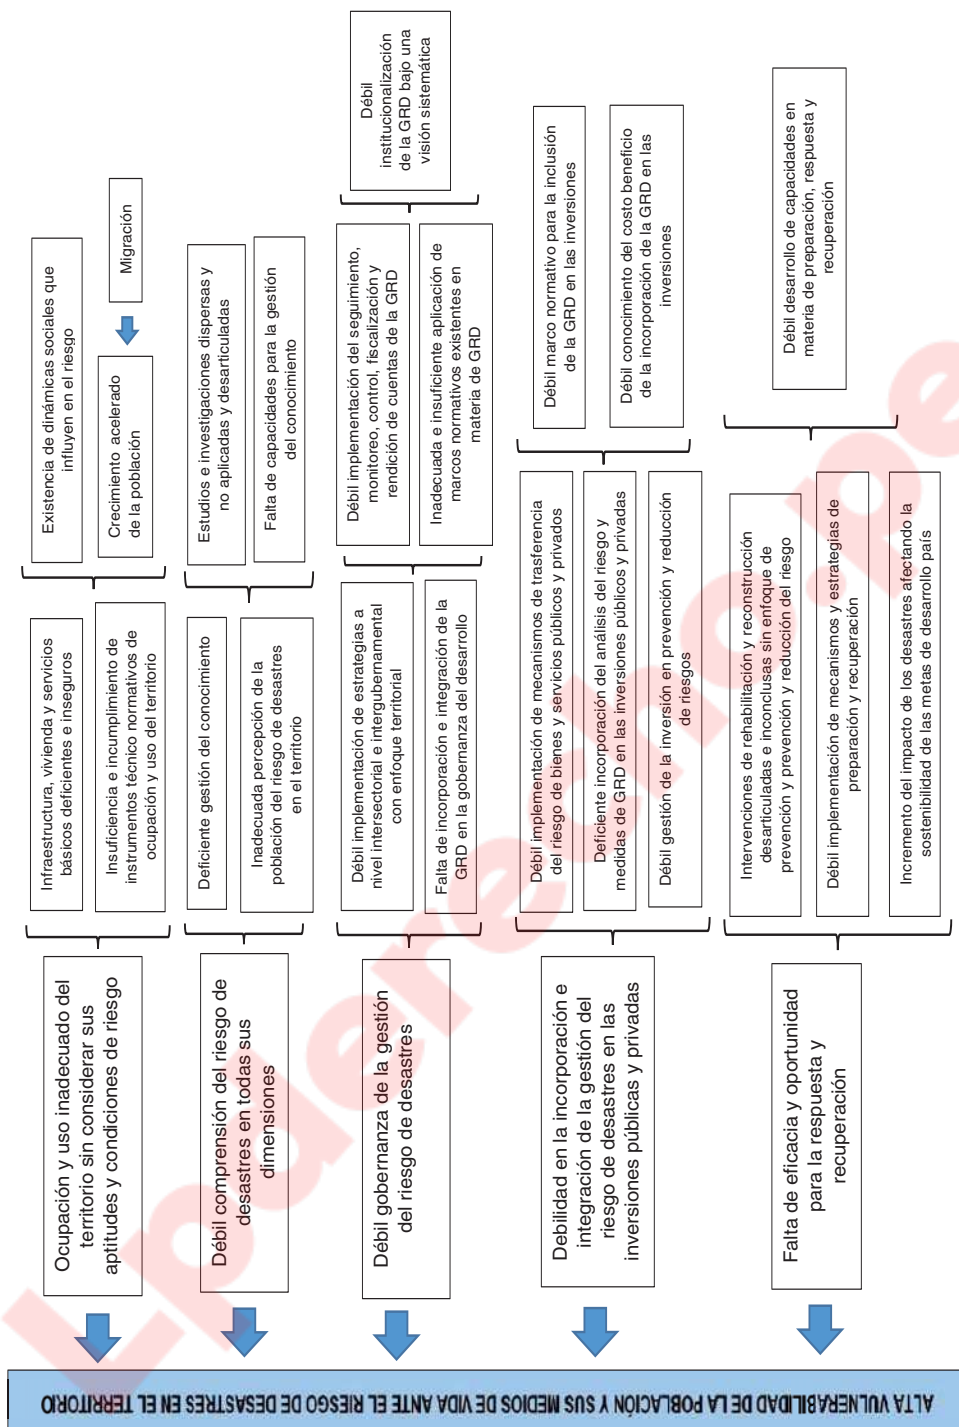 ALTA VULNERABILIDAD DE LA POBLACIÓN Y SUS MEDIOS DE VIDA ANTE EL RIESGO DE DESASTRES EN EL TERRITORIO
Ocupación y uso inadecuado del
territorio sin considerar sus
aptitudes y condiciones de riesgo
Infraestructura, vivienda y servicios
básicos deficientes e inseguros
Insuficiencia e incumplimiento de
instrumentos técnico normativos de
ocupación y uso del territorio
Existencia de dinámicas sociales que
influyen en el riesgo
Crecimiento acelerado
de la población
Migración
Débil comprensión del riesgo de
desastres en todas sus
dimensiones
Deficiente gestión del conocimiento
Inadecuada percepción de la
población del riesgo de desastres
en el territorio
Estudios e investigaciones dispersas y
no aplicadas y desarticuladas
Falta de capacidades para la gestión
del conocimiento
Débil gobernanza de la gestión
del riesgo de desastres
Débil implementación de estrategias a
nivel intersectorial e intergubernamental
con enfoque territorial
Falta de incorporación e integración de la
GRD en la gobernanza del desarrollo
Débil implementación del seguimiento,
monitoreo, control, fiscalización y
rendición de cuentas de la GRD
Inadecuada e insuficiente aplicación de
marcos normativos existentes en
materia de GRD
Débil
institucionalización
de la GRD bajo una
visión sistemática
Debilidad en la incorporación e
integración de la gestión del
riesgo de desastres en las
inversiones públicas y privadas
Débil implementación de mecanismos de trasferencia
del riesgo de bienes y servicios públicos y privados
Deficiente incorporación del análisis del riesgo y
medidas de GRD en las inversiones públicas y privadas
Débil gestión de la inversión en prevención y reducción
de riesgos
Débil marco normativo para la inclusión
de la GRD en las inversiones
Débil conocimiento del costo beneficio
de la incorporación de la GRD en las
inversiones
Falta de eficacia y oportunidad
para la respuesta y
recuperación
Intervenciones de rehabilitación y reconstrucción
desarticuladas e inconclusas sin enfoque de
prevención y prevención y reducción del riesgo
Débil implementación de mecanismos y estrategias de
preparación y recuperación
Incremento del impacto de los desastres afectando la
sostenibilidad de las metas de desarrollo país
Débil desarrollo de capacidades en
materia de preparación, respuesta y
recuperación
Lpderecho.pe